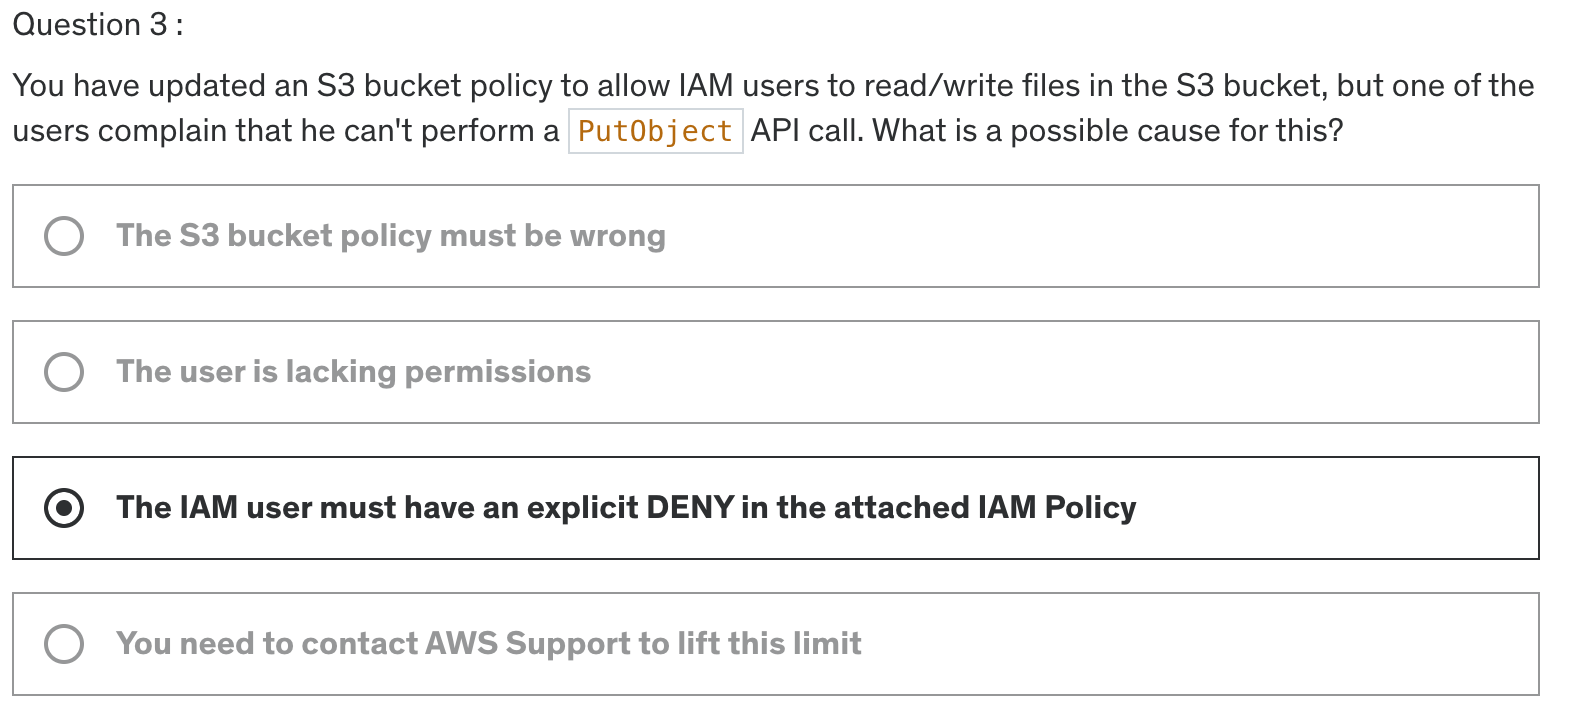 Question 3 :
You have updated an S3 bucket policy to allow IAM users to read/write files in the S3 bucket, but one of the
users complain that he can't perform a PutObject API call. What is a possible cause for this?
The S3 bucket policy must be wrong
The user is lacking permissions
The IAM user must have an explicit DENY in the attached IAM Policy
You need to contact AWS Support to lift this limit